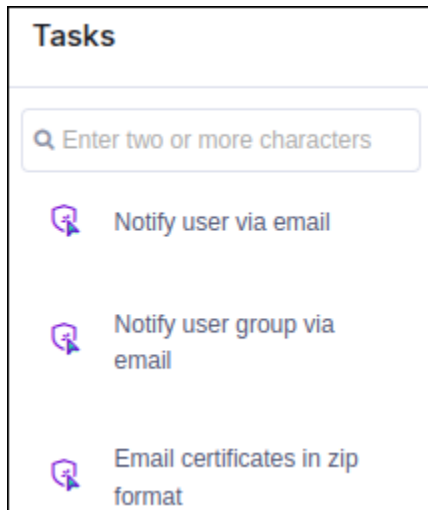 Tasks
Enter two or more characters
Notify user via email
Notify user group via
email
Email certificates in zip
format